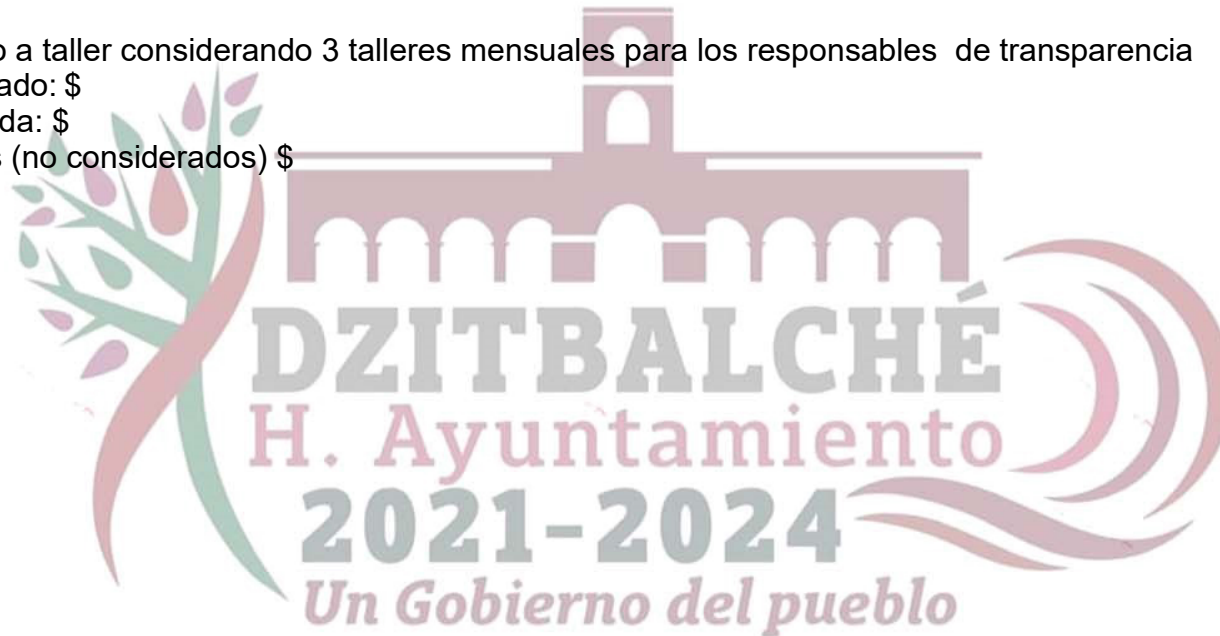 o a taller considerando 3 talleres mensuales para los responsables de transparencia
ado: $
da: $
s (no considerados) $
DZITBALCHÉ
H. Ayuntamiento
2021-2024
Un Gobierno del pueblo